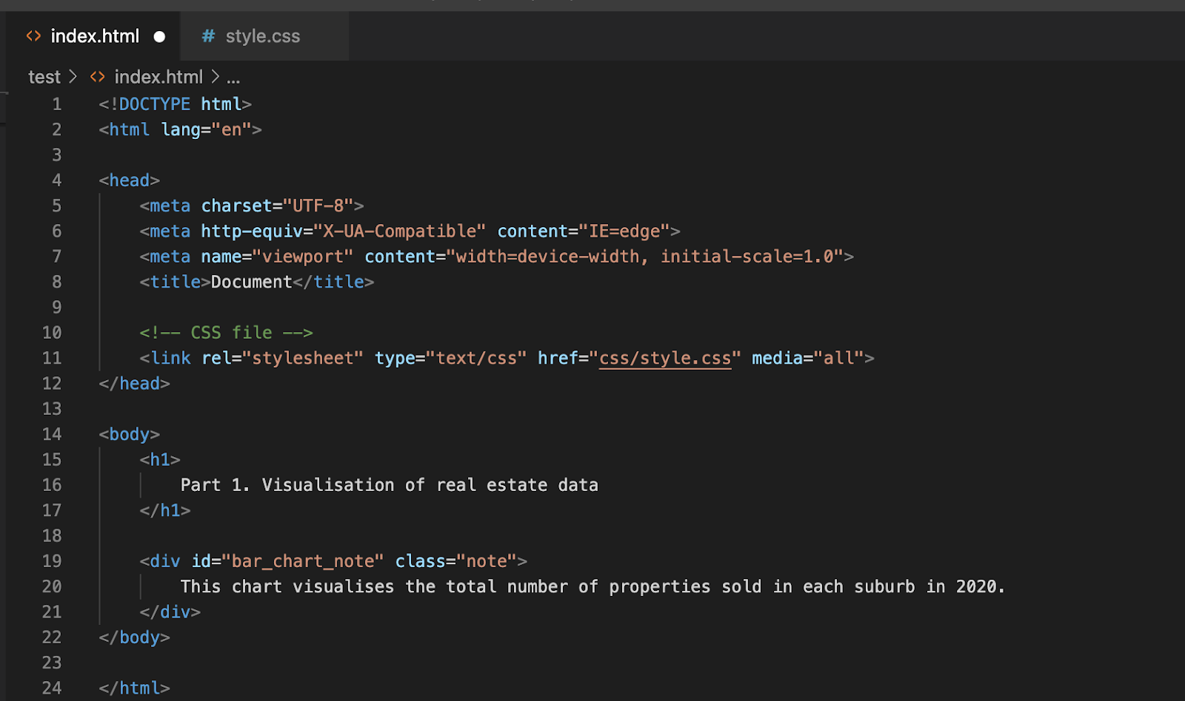 index.html
style.css
test > index.html > ...
1 <!DOCTYPE html>
2 <html lang="en">
3
4 <head>
5     <meta charset="UTF-8">
6     <meta http-equiv="X-UA-Compatible" content="IE=edge">
7     <meta name="viewport" content="width=device-width, initial-scale=1.0">
8     <title>Document</title>
9
10     <!-- CSS file -->
11     <link rel="stylesheet" type="text/css" href="css/style.css" media="all">
12 </head>
13
14 <body>
15     <h1>
16         Part 1. Visualisation of real estate data
17     </h1>
18
19     <div id="bar_chart_note" class="note">
20         This chart visualises the total number of properties sold in each suburb in 2020.
21     </div>
22 </body>
23
24 </html>